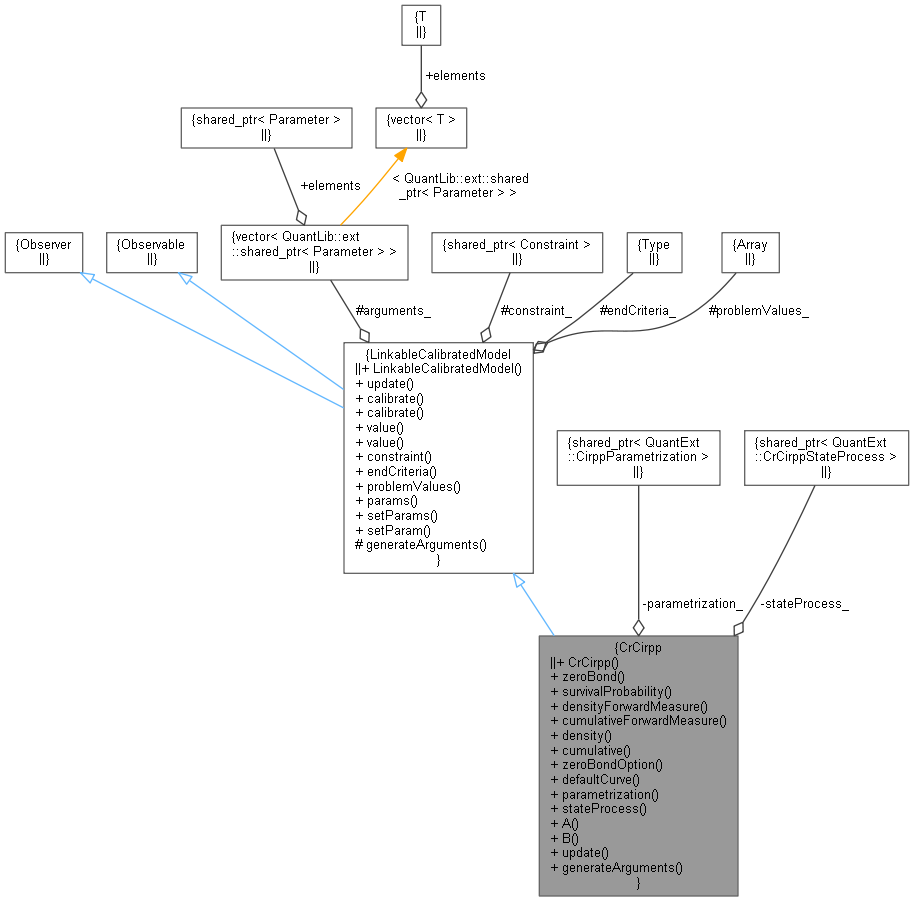 {T
||}
+elements
{shared_ptr< Parameter >
||}
{vector< T >
||}
+elements
< QuantLib::ext::shared
_ptr< Parameter > >
{Observer
||}
{Observable
||}
{vector< QuantLib::ext
::shared_ptr< Parameter > >
||}
{shared_ptr< Constraint >
||}
{Type
||}
{Array
||}
#arguments_
#constraint_
#endCriteria_
#problemValues_
{LinkableCalibratedModel
||+ LinkableCalibratedModel()
+ update()
+ calibrate()
+ calibrate()
+ value()
+ value()
+ constraint()
+ endCriteria()
+ problemValues()
+ params()
+ setParams()
+ setParam()
# generateArguments()
}
{shared_ptr< QuantExt
::CirppParametrization >
||}
{shared_ptr< QuantExt
::CrCirppStateProcess >
||}
-parametrization_
-stateProcess_
{CrCirpp
||+ CrCirpp()
+ zeroBond()
+ survivalProbability()
+ densityForwardMeasure()
+ cumulativeForwardMeasure()
+ density()
+ cumulative()
+ zeroBondOption()
+ defaultCurve()
+ parametrization()
+ stateProcess()
+ A()
+ B()
+ update()
+ generateArguments()
}